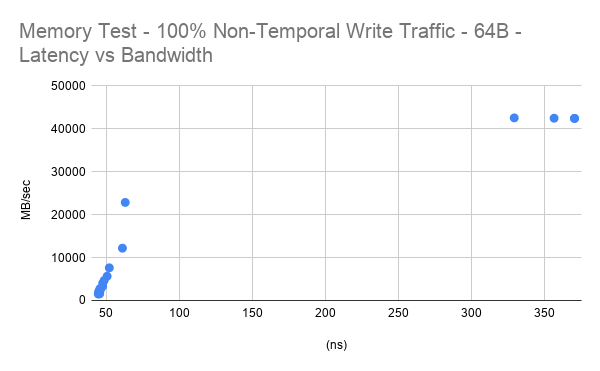 Memory Test - 100% Non-Temporal Write Traffic - 64B -
Latency vs Bandwidth
50000
40000
30000
20000
10000
0
MB/sec
50 100 150 200 250 300 350
(ns)